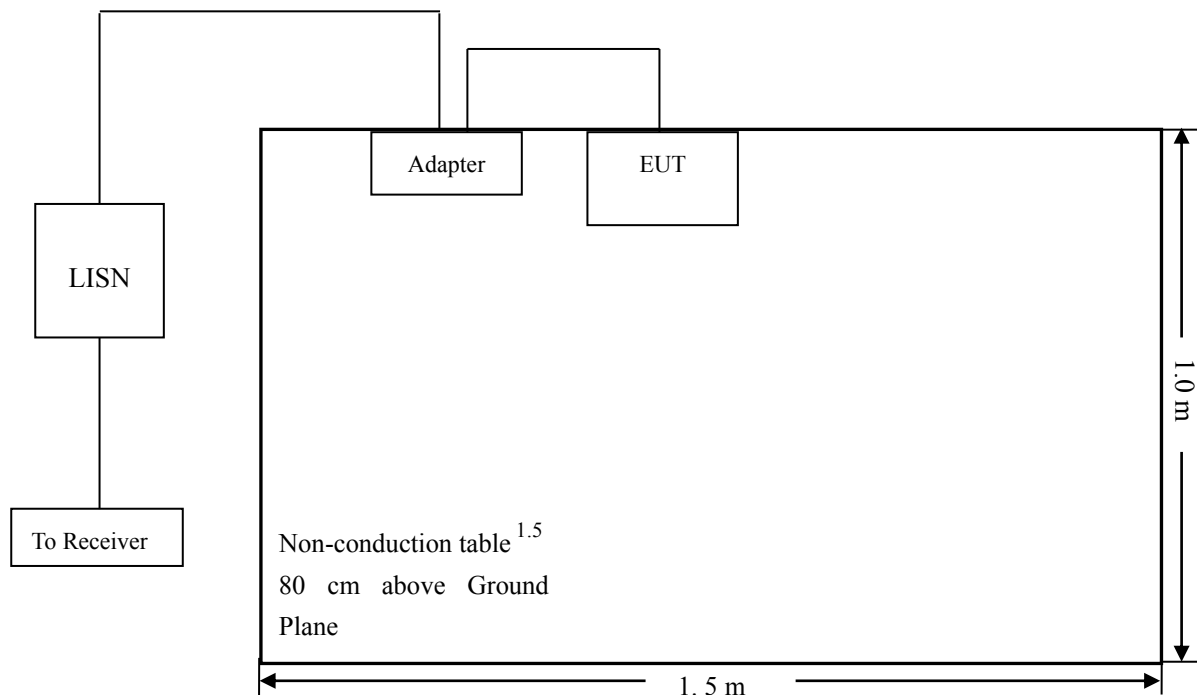 Adapter
EUT
LISN
1.0 m
To Receiver
Non-conduction table 1.5
80 cm above Ground
Plane
1. 5 m